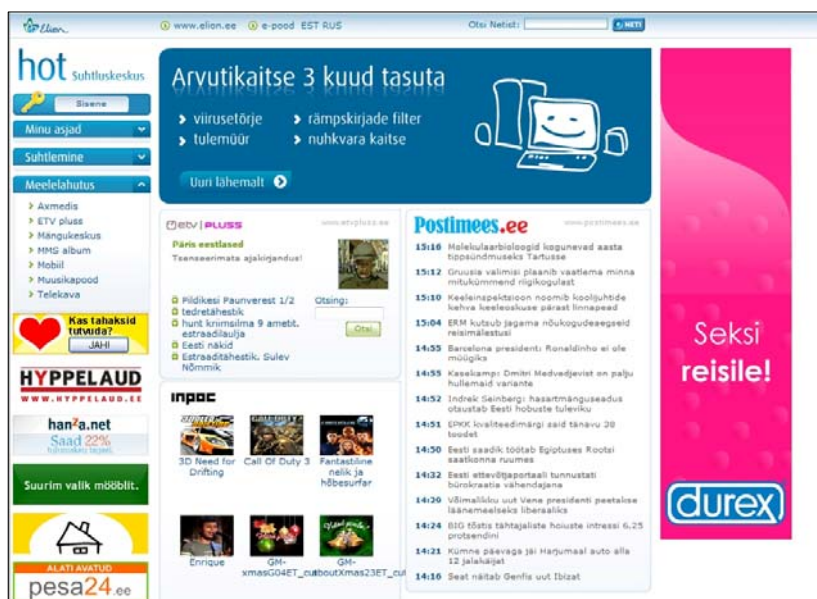 Elion
www.elion.ee
e-pood EST RUS
Otsi Netist:
NETI
hot Suhtluskeskus
Sisene
Minu asjad
Suhtlemine
Meelelahutus
Axmedis
ETV pluss
Mängukeskus
MMS album
Mobiil
Muusikapood
Telekava
Kas tahaksid
tutvuda?
JAH!
HYPPELAUD
WWW.HYPPELAUD.EE
hanza.net
Saad 22%
Suurim valik mööblit.
ALATI AVATUD
pesa24.ee
Arvutikaitse 3 kuud tasuta
viirusetõrje
rämpskirjade filter
tulemüür
nuhkvara kaitse
Uuri lähemalt
etv PLUSS
www.etvpluss.ee
Päris eestlased
Tsenseerimata ajakirjandus!
Pildikesi Paunverest 1/2
tedretähestik
hunt kriimsilma 9 ametit.
estraadilaulja
Eesti näkid
Estraaditähestik. Sulev
Nõmmik
Otsing:
Otsi
inpoc
3D Need for
Drifting
Call Of Duty 3
Fantastiline
nelik ja
hõbesurfar
Enrique
GM-
xmasG04ET_cut
GM-
aboutXmas23ET_cut
Postimees.ee
www.postimees.ee
15:16 Molekulaarbioloogid kogunevad aasta
tippsündmuseks Tartusse
15:12 Gruusia valimisi plaanib vaatlema minna
mitukümmend riigikogulast
15:10 Keeleinspektsioon noomib koolijuhtide
kehva keeleoskuse pärast linnapead
15:04 ERM kutsub jagama nõukogudeaegseid
reisimälestusi
14:55 Barcelona president: Ronaldinho ei ole
müügiks
14:55 Kasekamp: Dmitri Medvedjevist on palju
hullemaid variante
14:52 Indrek Seinberg: hasartmänguseadus
otsustab Eesti hobuste tuleviku
14:51 EPKK kvaliteedimärgi said tänavu 20
toodet
14:50 Eesti saadik töötab Egiptuses Rootsi
saatkonna ruumes
14:32 Eesti ettevõtjaportaali tunnustati
bürokraatia vähendajana
14:20 Võimalikku uut Vene presidenti peetakse
läänemeelseks liberaaliks
14:24 BIG tõstis tähtajaliste hoiuste intressi 6,25
protsendini
14:21 Kümne päevaga jäi Harjumaal auto alla
12 jalakäijat
14:16 Seat näitab Genfis uut Ibizat
Seksi
reisile!
durex